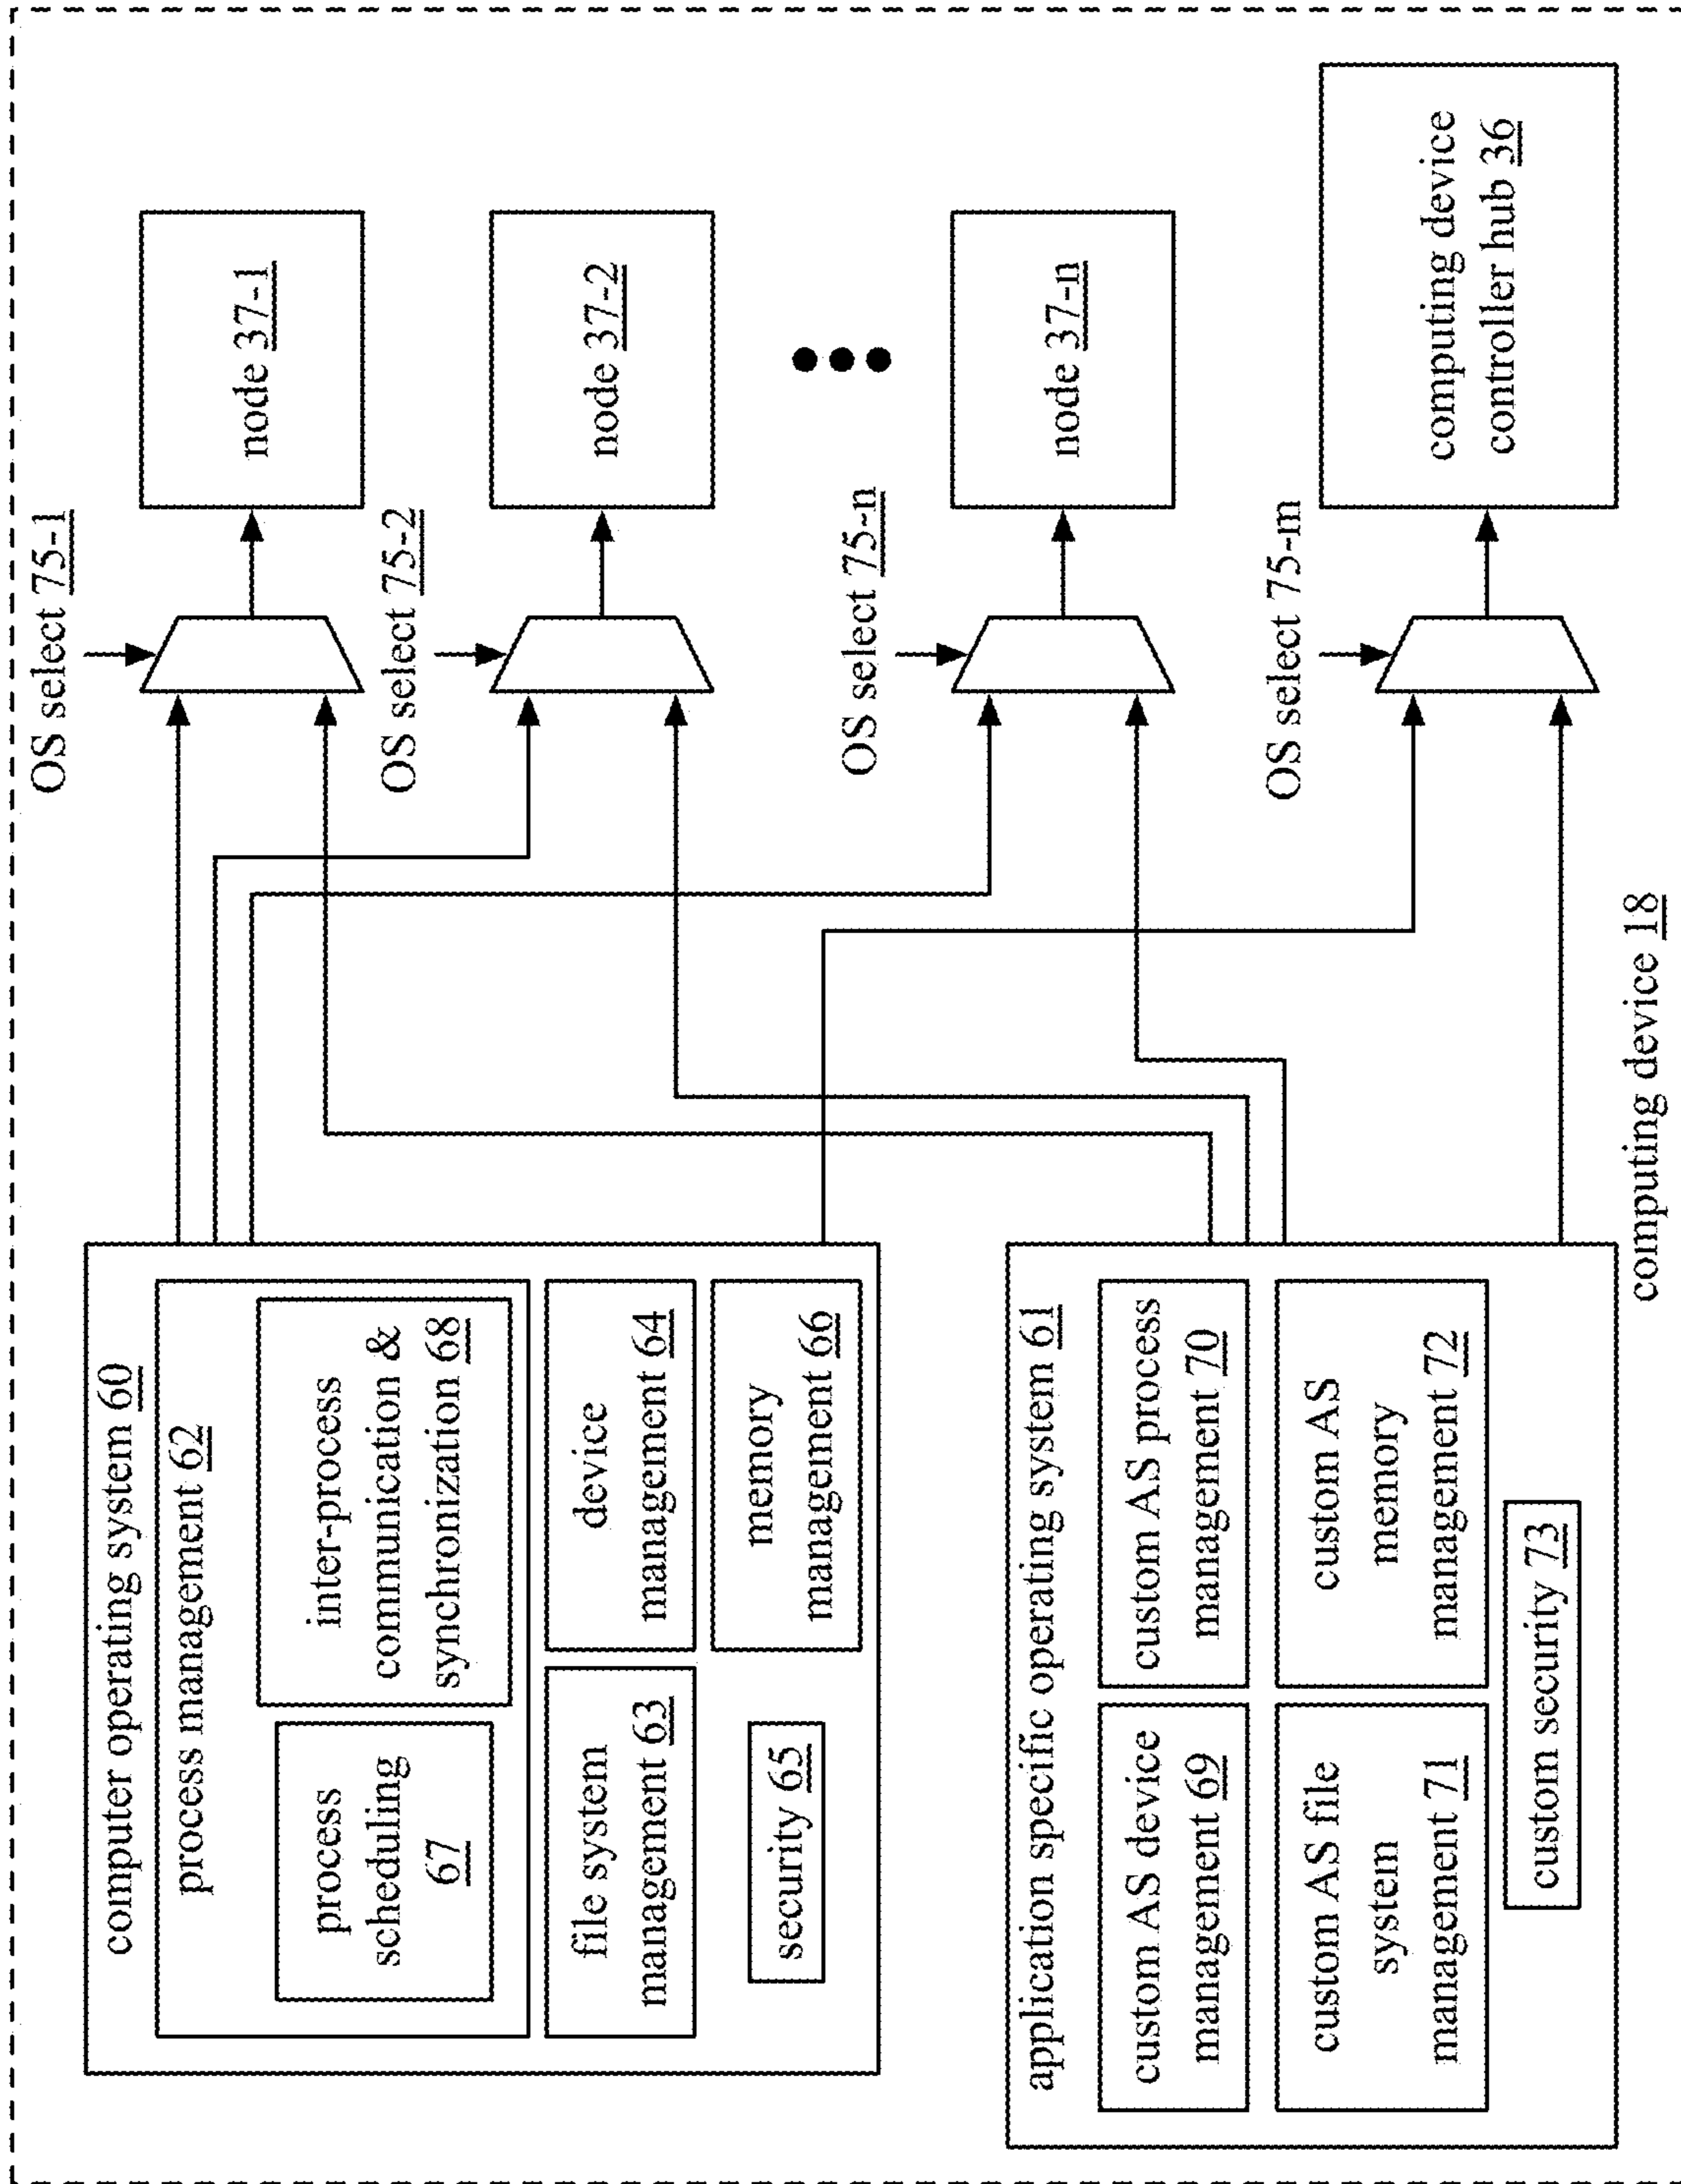 computer operating system 60
process management 62
process
scheduling
67
inter-process
communication &
synchronization 68
file system
management 63
device
management 64
security 65
memory
management 66
application specific operating system 61
custom AS device
management 69
custom AS process
management 70
custom AS file
system
management 71
custom AS
memory
management 72
custom security 73
OS select 75-1
node 37-1
OS select 75-2
node 37-2
OS select 75-n
node 37-n
OS select 75-m
computing device
controller hub 36
computing device 18